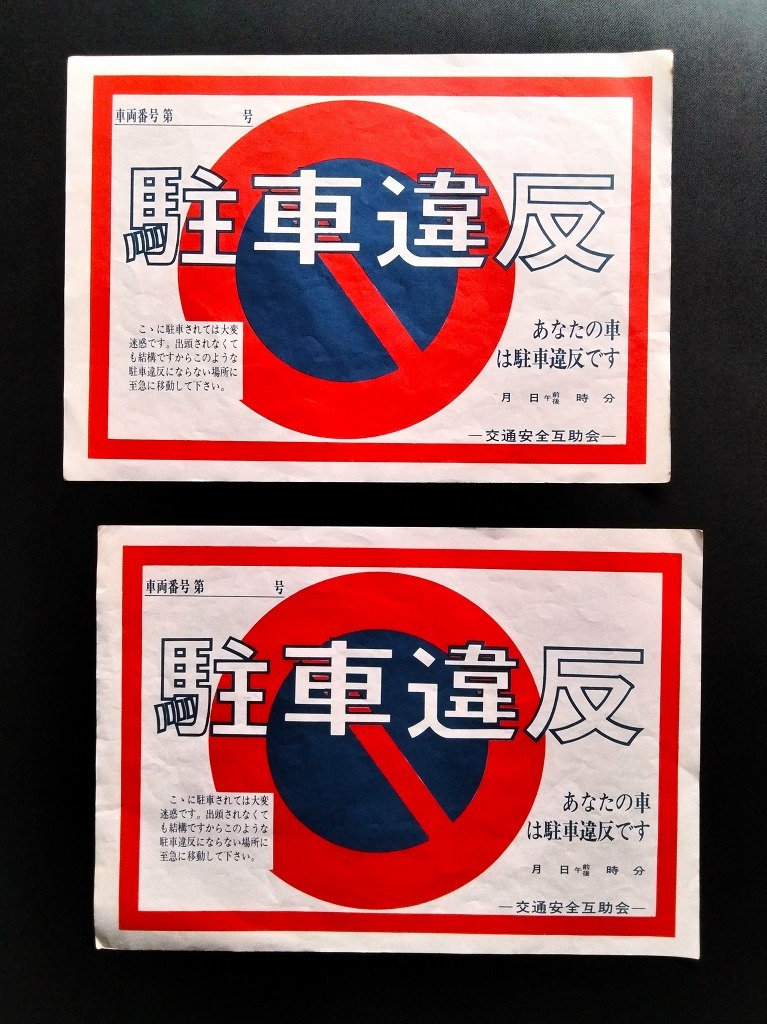 車両番号 第 号
駐車違反
こゝに駐車されては大変
迷惑です。出頭されなくて
も結構ですからこのような
駐車違反にならない場所に
至急に移動して下さい。
あなたの車
は駐車違反です
月 日 午前後 時 分
―交通安全互助会―
車両番号 第 号
駐車違反
こゝに駐車されては大変
迷惑です。出頭されなくて
も結構ですからこのような
駐車違反にならない場所に
至急に移動して下さい。
あなたの車
は駐車違反です
月 日 午前後 時 分
―交通安全互助会―